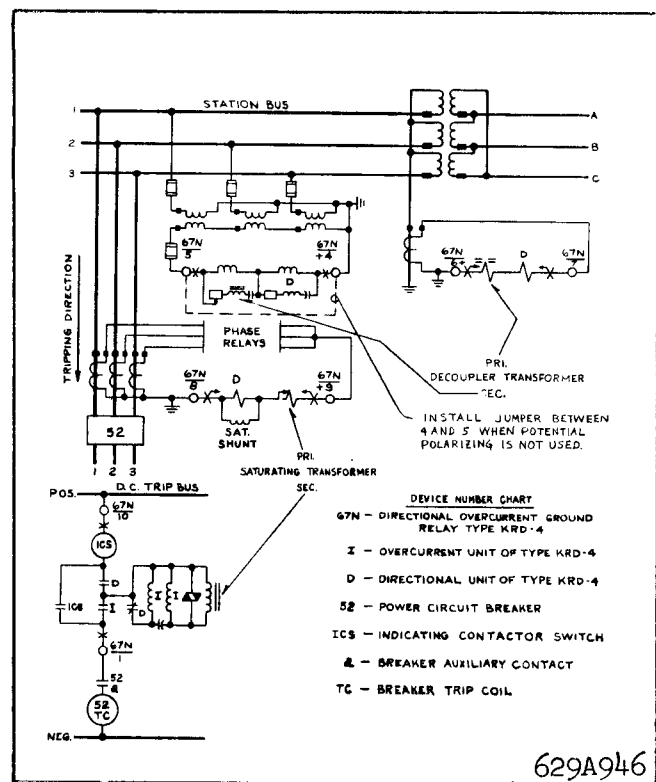 STATION BUS
1
A
2
B
3
C
67N
5
67N
+4
67N
6+
D
67N
7
D
TRIPPING DIRECTION
PHASE
RELAYS
PRI.
DECOUPLER TRANSFORMER
SEC.
67N
8
D
67N
+9
SAT.
SHUNT
INSTALL JUMPER BETWEEN
4 AND 5 WHEN POTENTIAL
POLARIZING IS NOT USED.
52
PRI.
SATURATING TRANSFORMER
SEC.
1 2 3
POS.
D.C. TRIP BUS
67N
10
ICS
D
ICS
I
D
I
I
67N
1
52
a
52
TC
NEG.
DEVICE NUMBER CHART
67N - DIRECTIONAL OVERCURRENT GROUND
RELAY TYPE KRD-4
I - OVERCURRENT UNIT OF TYPE KRD-4
D - DIRECTIONAL UNIT OF TYPE KRD-4
52 - POWER CIRCUIT BREAKER
ICS - INDICATING CONTACTOR SWITCH
a - BREAKER AUXILIARY CONTACT
TC - BREAKER TRIP COIL
629A946